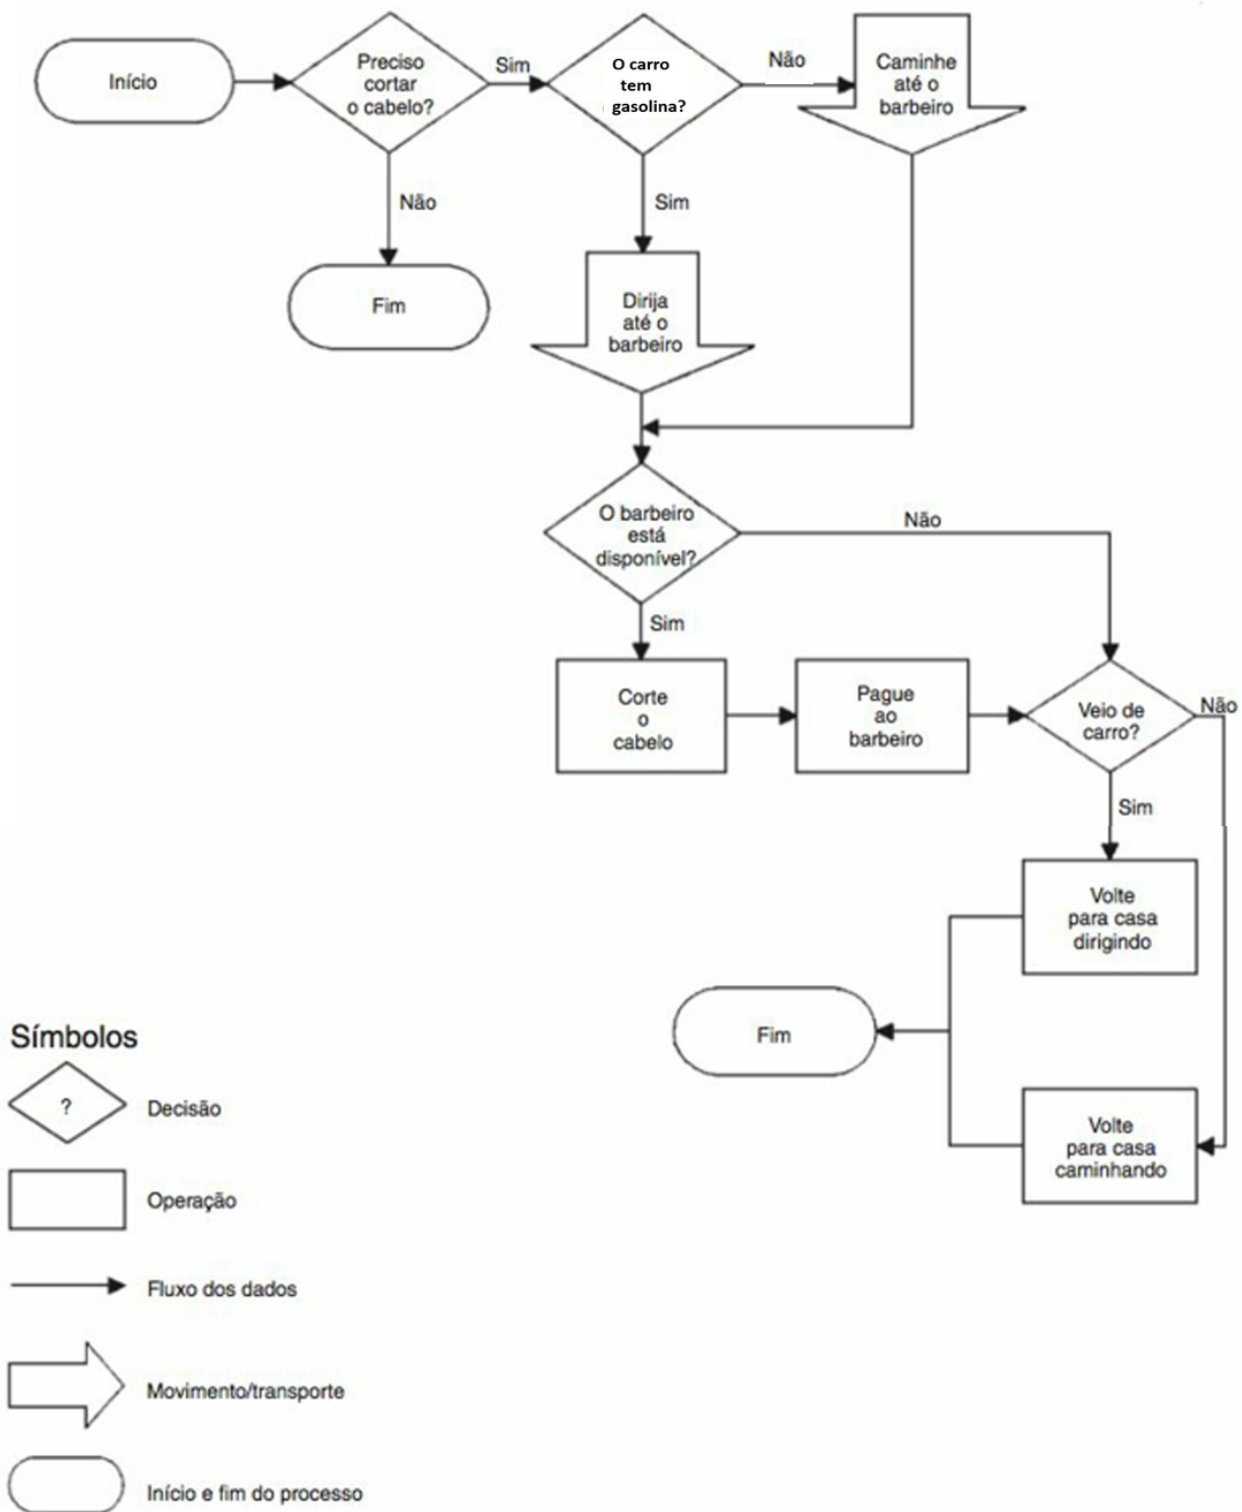 Início
Preciso
cortar
o cabelo?
Sim
O carro
tem
gasolina?
Não
Caminhe
até o
barbeiro
Não
Sim
Fim
Dirija
até o
barbeiro
O barbeiro
está
disponível?
Não
Sim
Corte
o
cabelo
Pague
ao
barbeiro
Veio de
carro?
Não
Sim
Volte
para casa
dirigindo
Fim
Volte
para casa
caminhando
Símbolos
?
Decisão
Operação
Fluxo dos dados
Movimento/transporte
Início e fim do processo